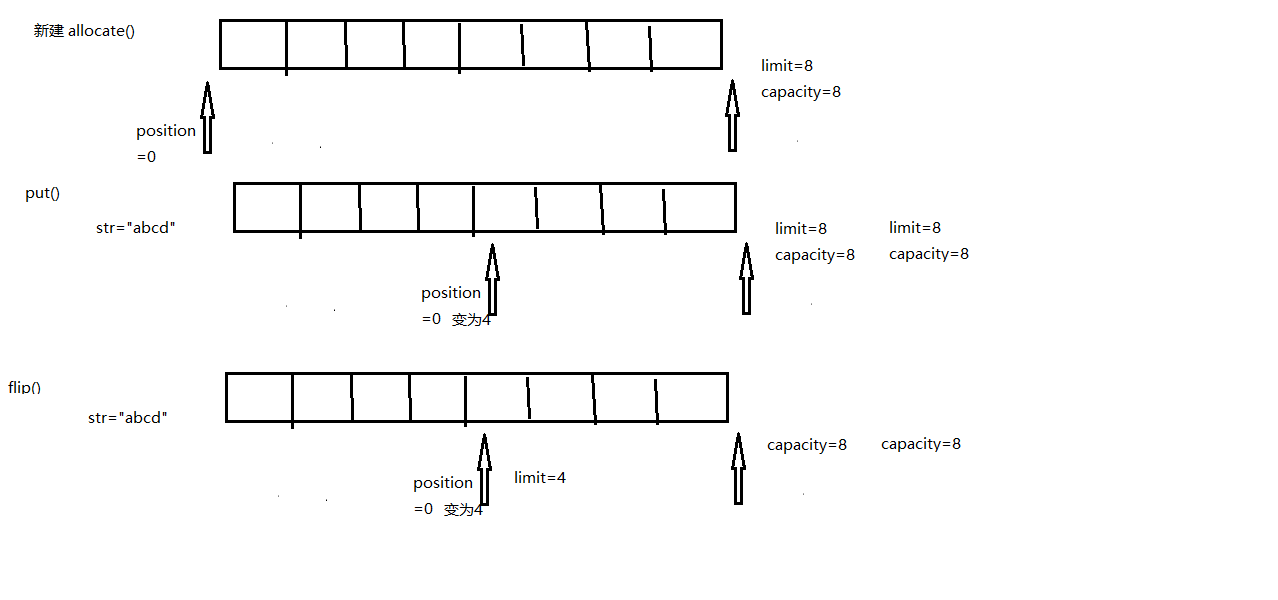 新建 allocate()
limit=8
capacity=8
position
=0
put()
str="abcd"
limit=8
capacity=8
limit=8
capacity=8
position
=0 变为4
flip()
str="abcd"
capacity=8
capacity=8
position
=0 变为4
limit=4